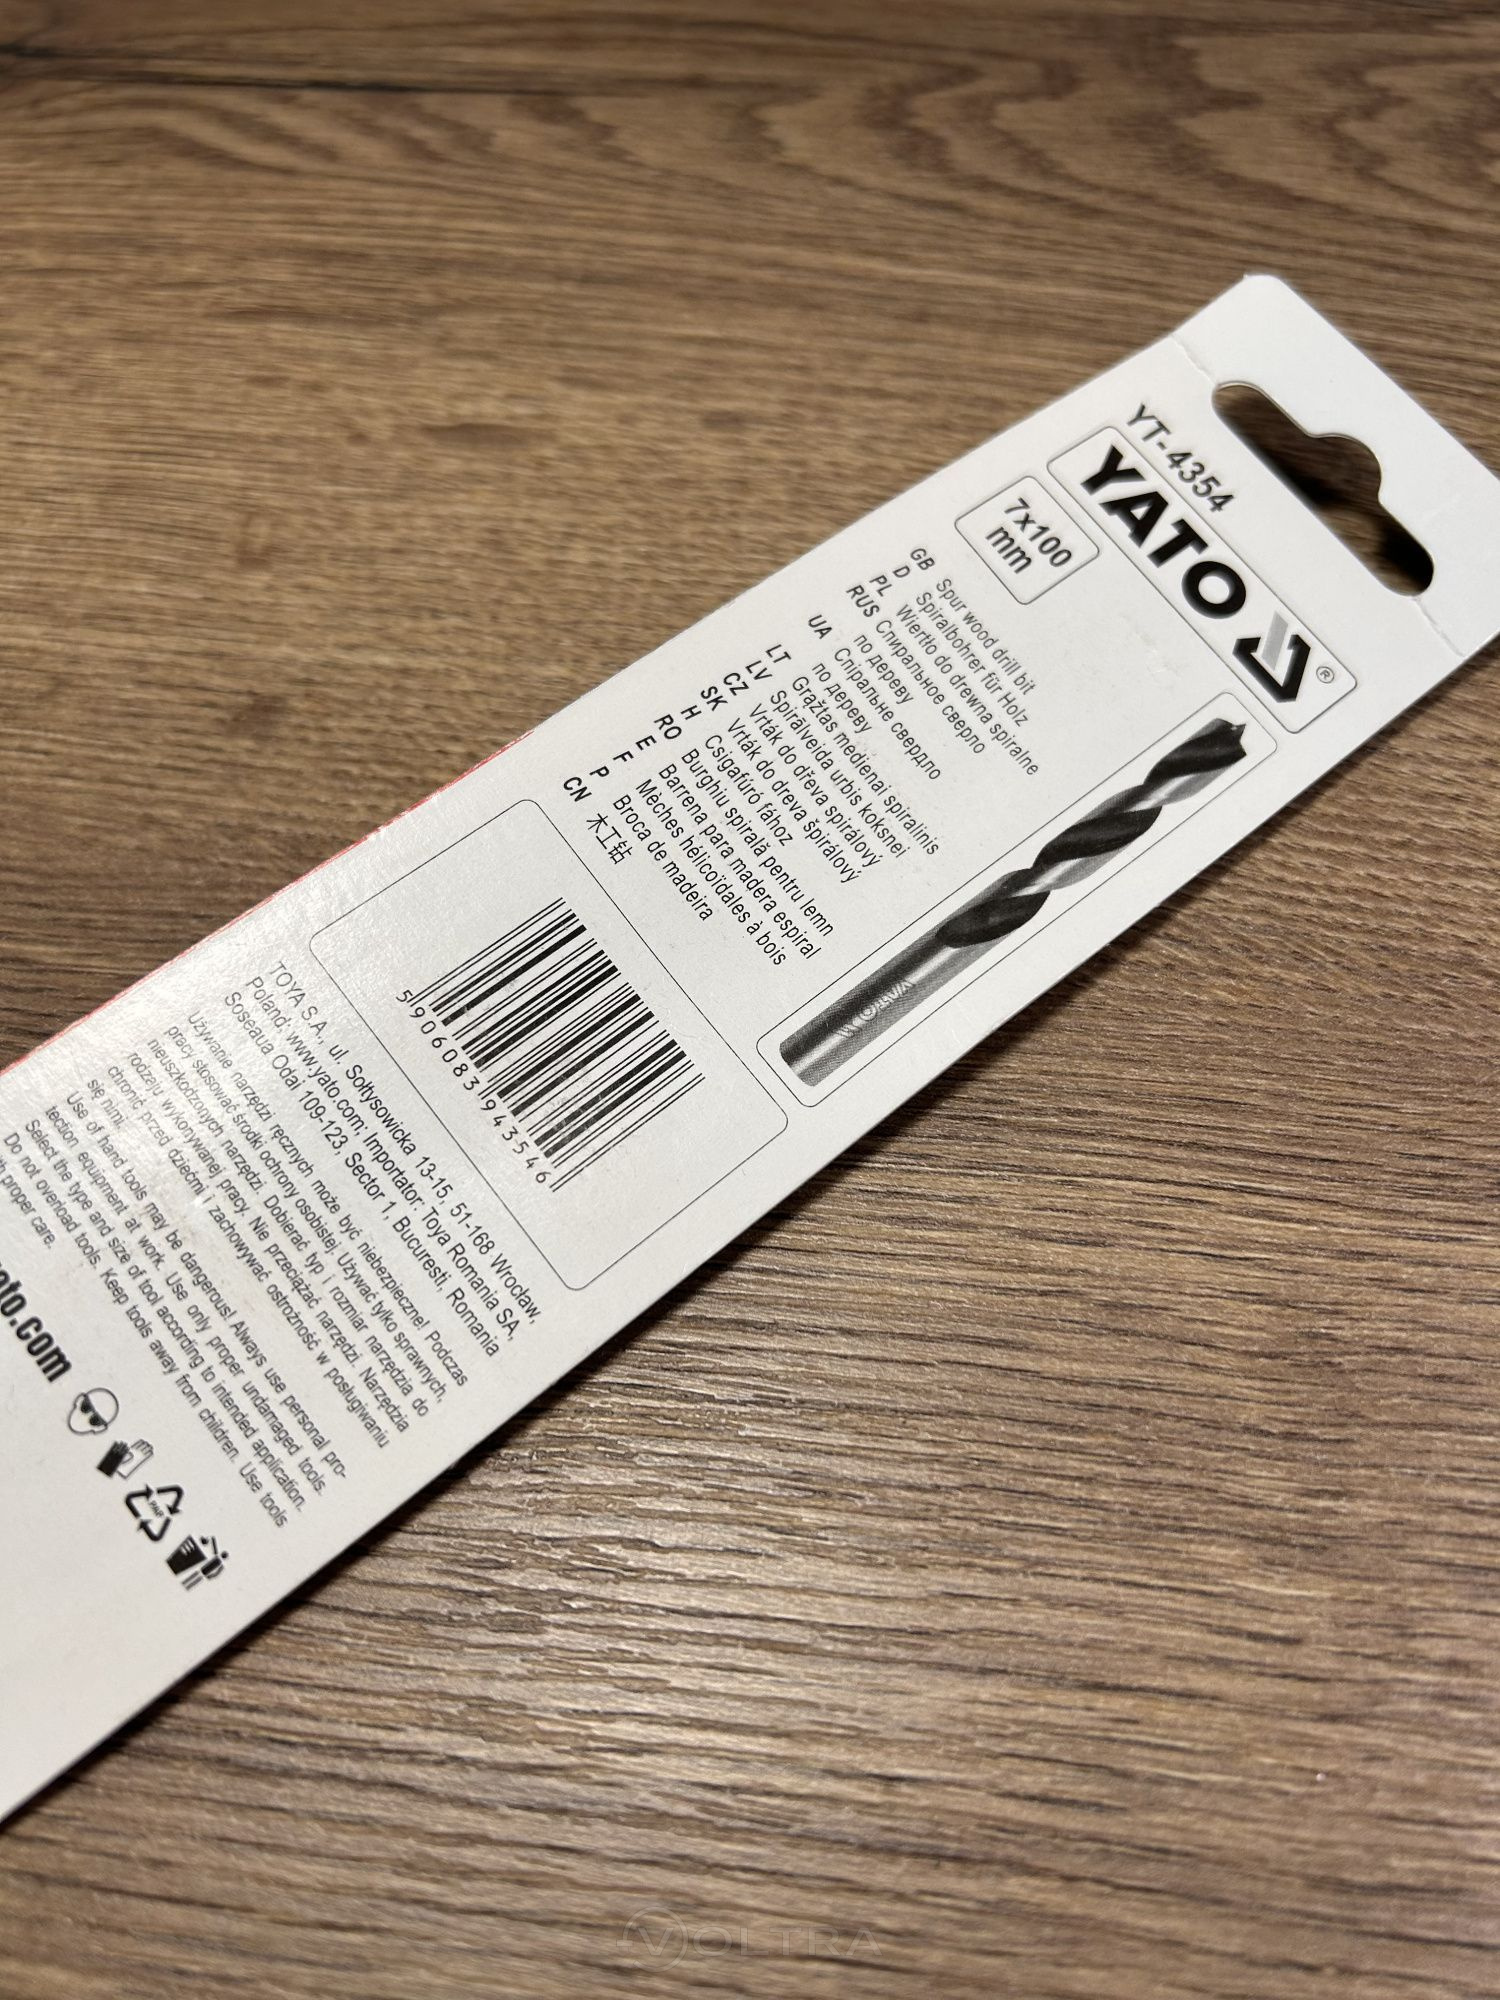 YT-4354
YATO ®
7x100
mm
GB Spur wood drill bit
D Spiralbohrer für Holz
PL Wiertło do drewna spiralne
RUS Спиральное сверло
по дереву
UA Спіральне свердло
по дереву
LT Grąžtas medienai spiralinis
LV Spirālveida urbis koksnei
CZ Vrták do dřeva spirálový
SK Vrták do dreva špirálový
H Csigafúró fához
RO Burghiu spirală pentru lemn
E Barrena para madera espiral
F Mèches hélicoïdales à bois
P Broca de madeira
CN 木工钻
YATO
5 906083 943546
TOYA S.A., ul. Sołtysowicka 13-15, 51-168 Wrocław,
Poland; www.yato.com; Importator: Toya Romania SA,
Soseaua Odai 109-123, Sector 1, Bucuresti, Romania
Używanie narzędzi ręcznych może być niebezpieczne! Podczas
pracy stosować środki ochrony osobistej. Używać tylko sprawnych,
nieuszkodzonych narzędzi. Dobierać typ i rozmiar narzędzia do
rodzaju wykonywanej pracy. Nie przeciążać narzędzi. Narzędzia
chronić przed dziećmi i zachowywać ostrożność w posługiwaniu
się nimi.
Use of hand tools may be dangerous! Always use personal pro-
tection equipment at work. Use only proper undamaged tools.
Select the type and size of tool according to intended application.
Do not overload tools. Keep tools away from children. Use tools
proper care.
.com
PAP
VOLTRA